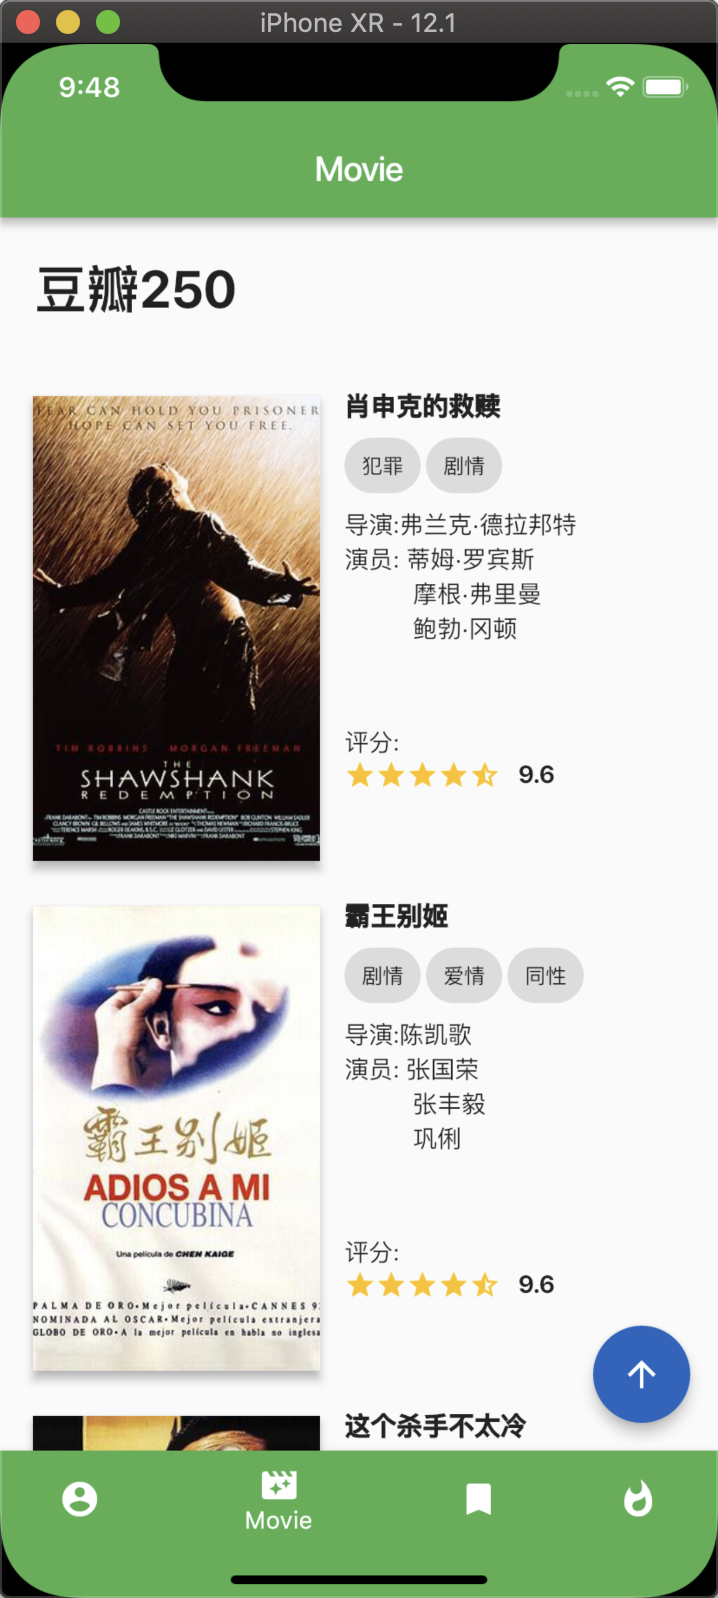 iPhone XR - 12.1
9:48
Movie
豆瓣250
FEAR CAN HOLD YOU PRISONER
HOPE CAN SET YOU FREE.
TIM ROBBINS MORGAN FREEMAN
THE
SHAWSHANK
REDEMPTION
肖申克的救赎
犯罪 剧情
导演:弗兰克·德拉邦特
演员: 蒂姆·罗宾斯
摩根·弗里曼
鲍勃·冈顿
评分:
9.6
霸王别姬
ADIOS A MI
CONCUBINA
Una película de CHEN KAIGE
PALMA DE ORO•Mejor película•CANNES 9
NOMINADA AL OSCAR•Mejor película extranjera
GLOBO DE ORO•A la mejor película en habla no inglesa
霸王别姬
剧情 爱情 同性
导演:陈凯歌
演员: 张国荣
张丰毅
巩俐
评分:
9.6
这个杀手不太冷
Movie